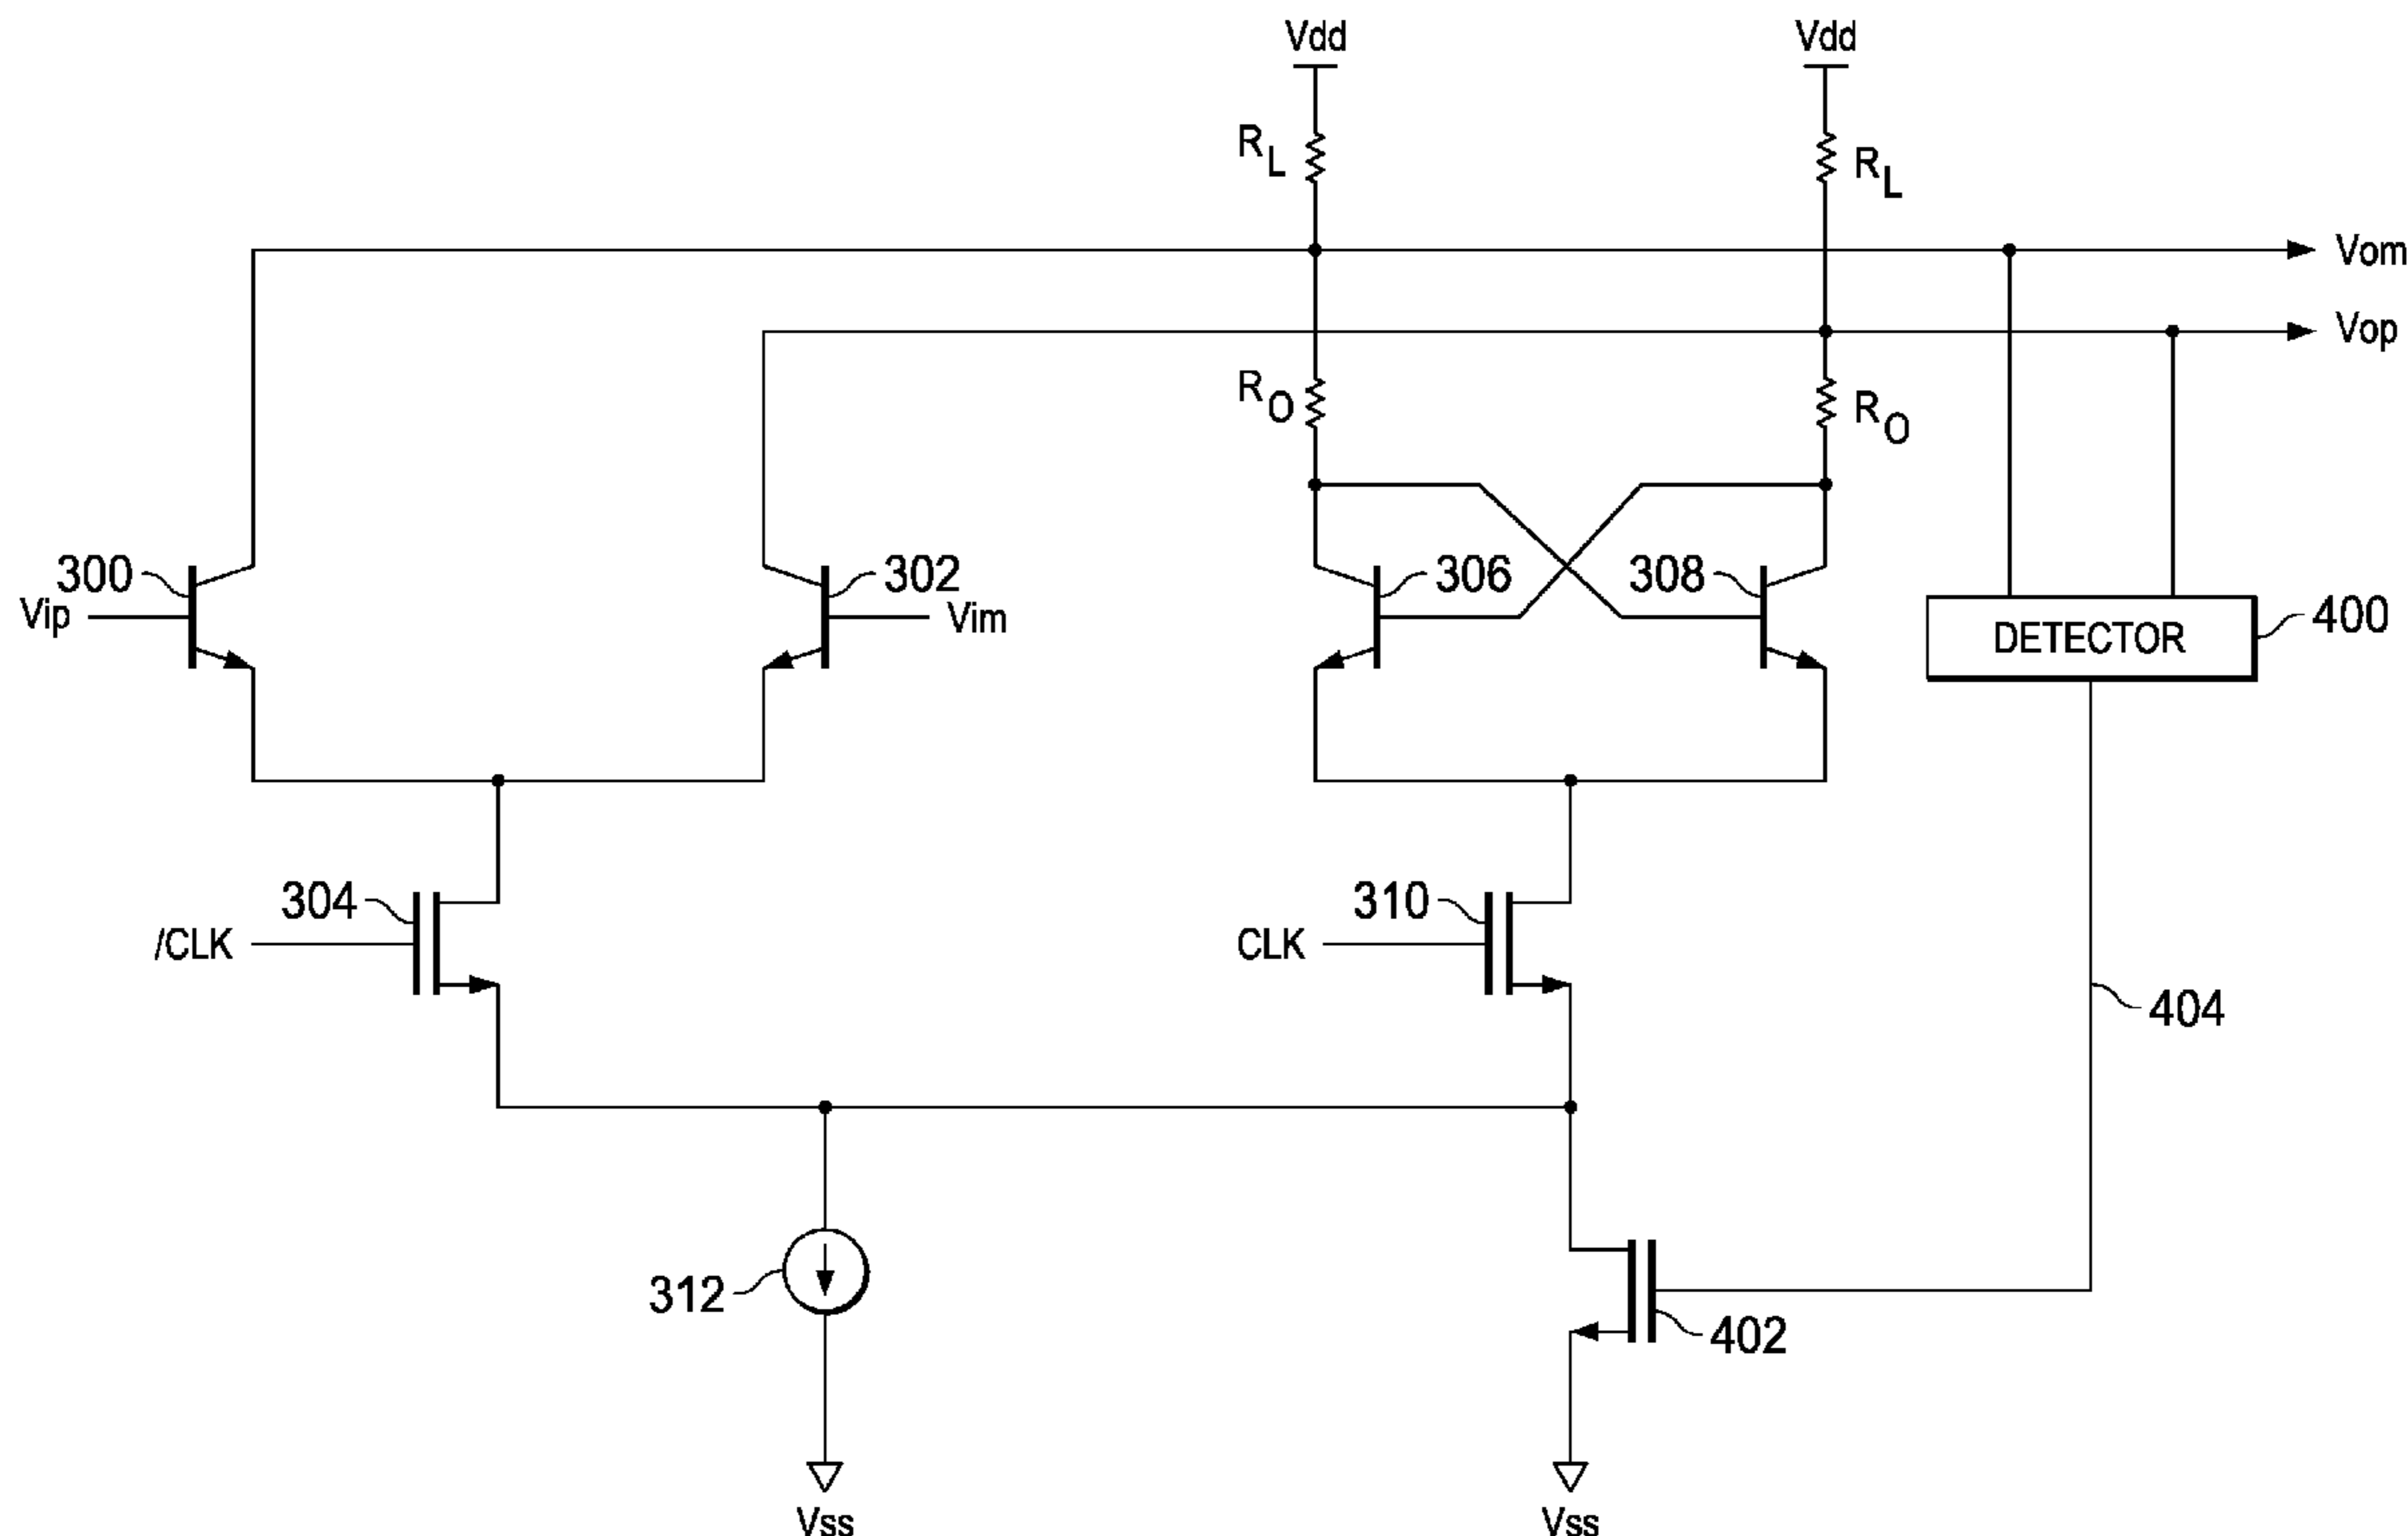 Vdd
Vdd
RL
RL
Vom
Vop
RO
RO
300
302
306
308
400
Vip
Vim
DETECTOR
304
310
/CLK
CLK
404
312
402
Vss
Vss